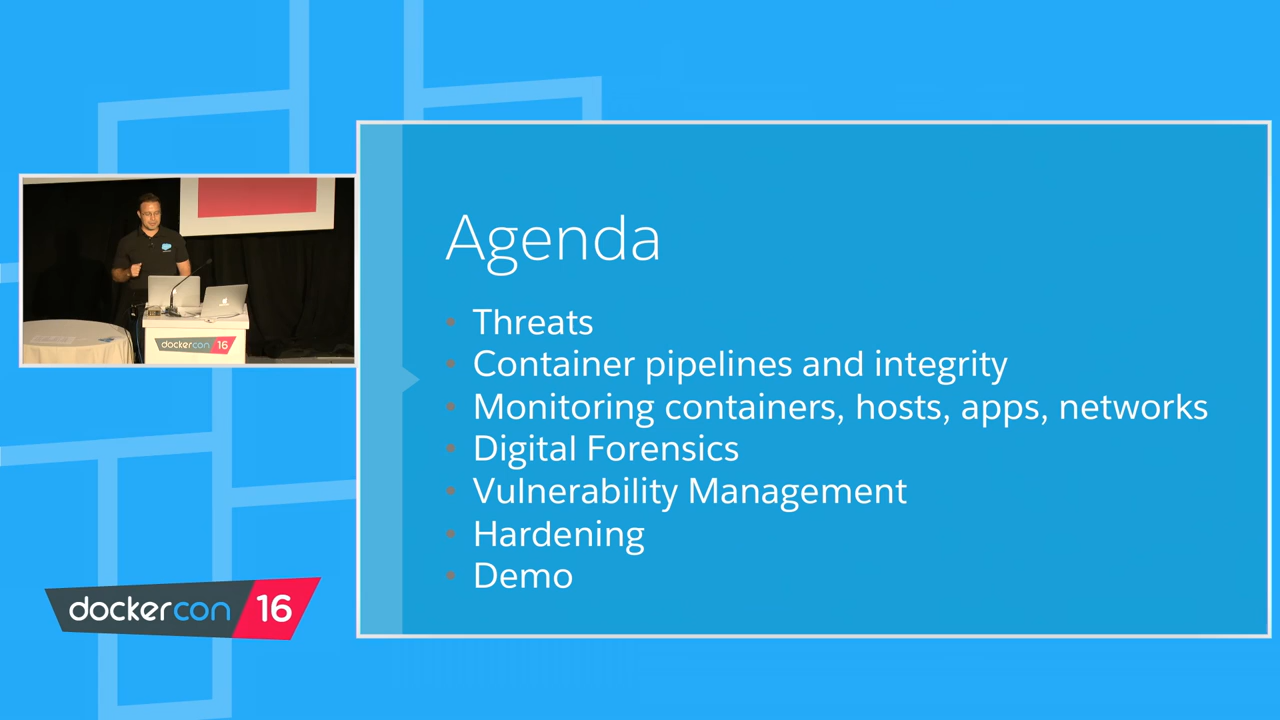 Agenda
• Threats
• Container pipelines and integrity
• Monitoring containers, hosts, apps, networks
• Digital Forensics
• Vulnerability Management
• Hardening
• Demo
dockercon 16
dockercon 16